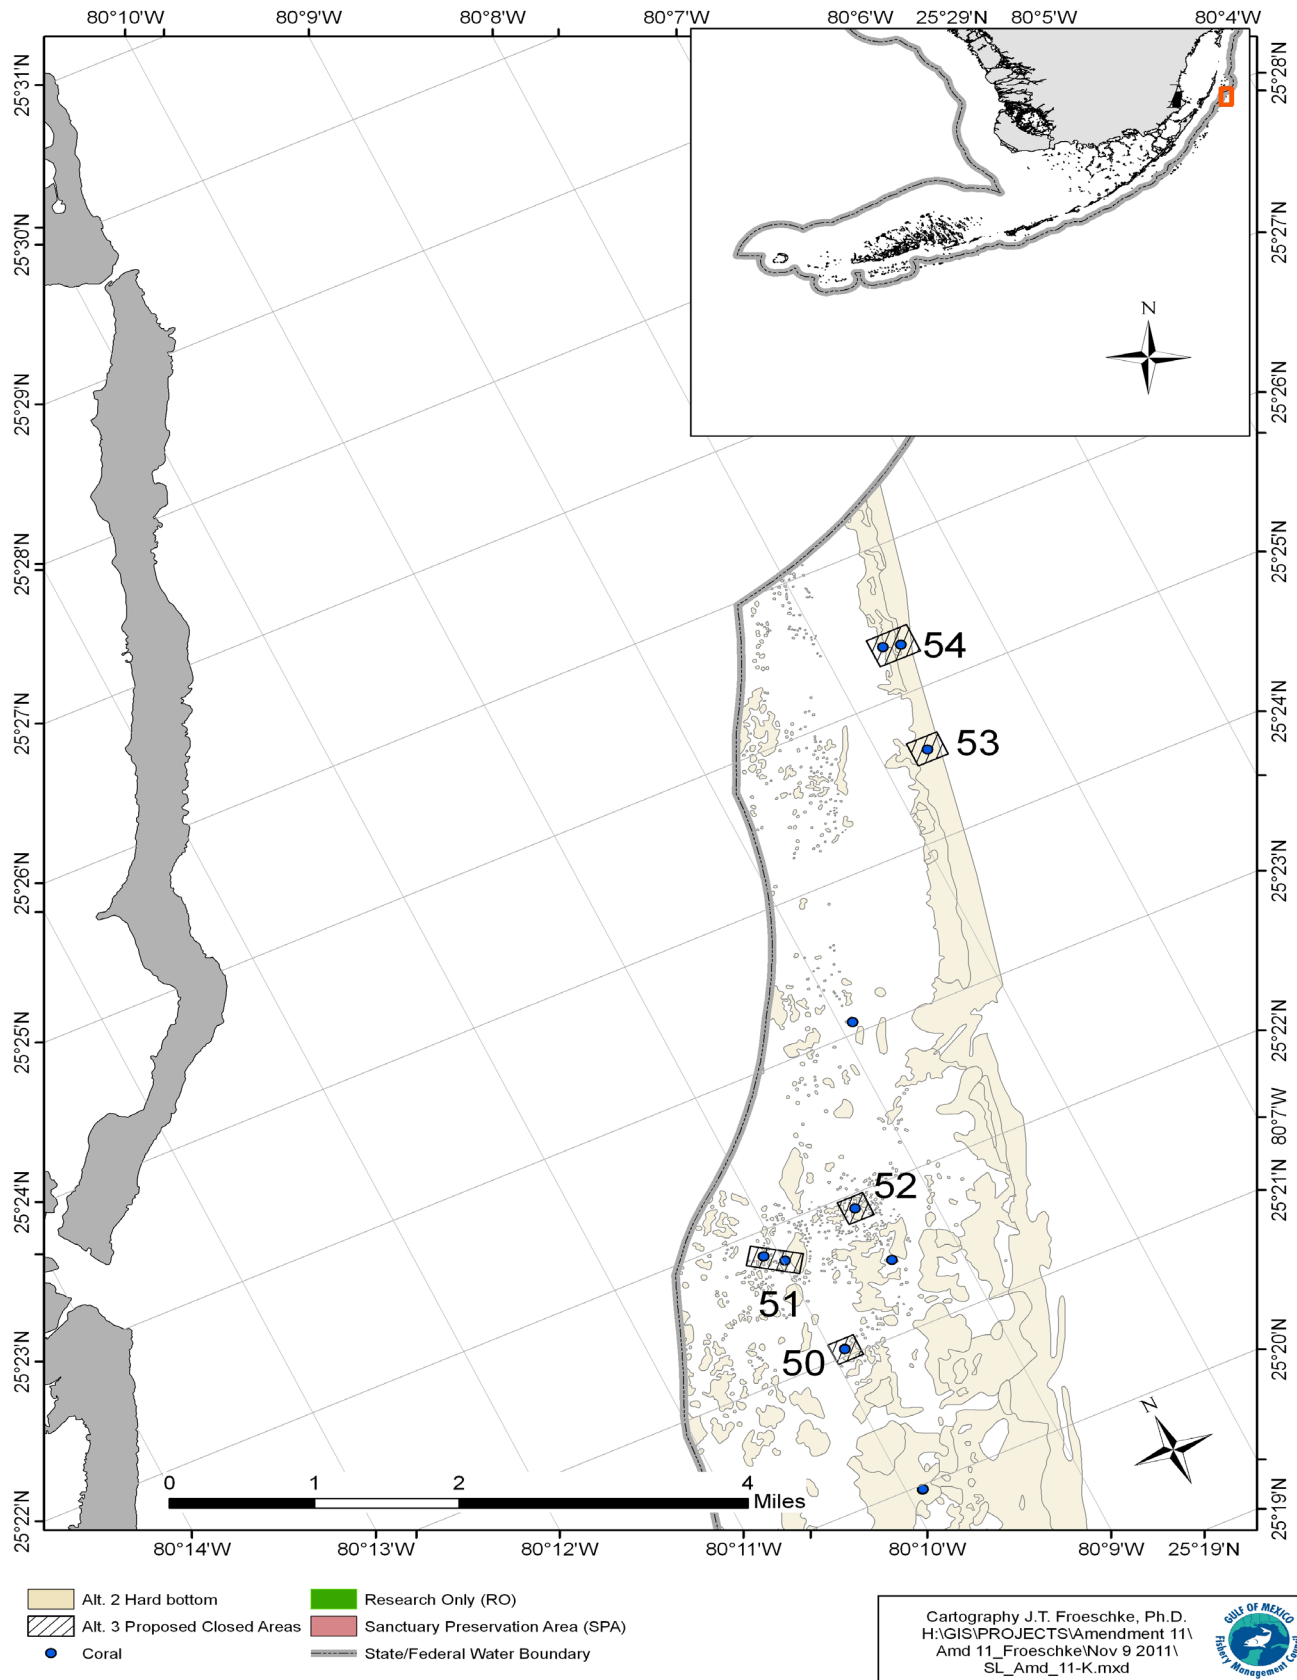 80°10'W 80°9'W 80°8'W 80°7'W 80°6'W 25°29'N 80°5'W 80°4'W
25°31'N
25°30'N
25°29'N
25°28'N
25°27'N
25°26'N
25°25'N
25°24'N
25°23'N
25°22'N
25°28'N
25°27'N
25°26'N
25°25'N
25°24'N
25°23'N
25°22'N
80°7'W
25°21'N
25°20'N
25°19'N
N
54
53
52
51
50
N
0 1 2 4
Miles
80°14'W 80°13'W 80°12'W 80°11'W 80°10'W 80°9'W 25°19'N
Alt. 2 Hard bottom
Alt. 3 Proposed Closed Areas
Coral
Research Only (RO)
Sanctuary Preservation Area (SPA)
State/Federal Water Boundary
Cartography J.T. Froeschke, Ph.D.
H:\GIS\PROJECTS\Amendment 11\
Amd 11_Froeschke\Nov 9 2011\
SL_Amd_11-K.mxd
GULF OF MEXICO
Fishery Management Council